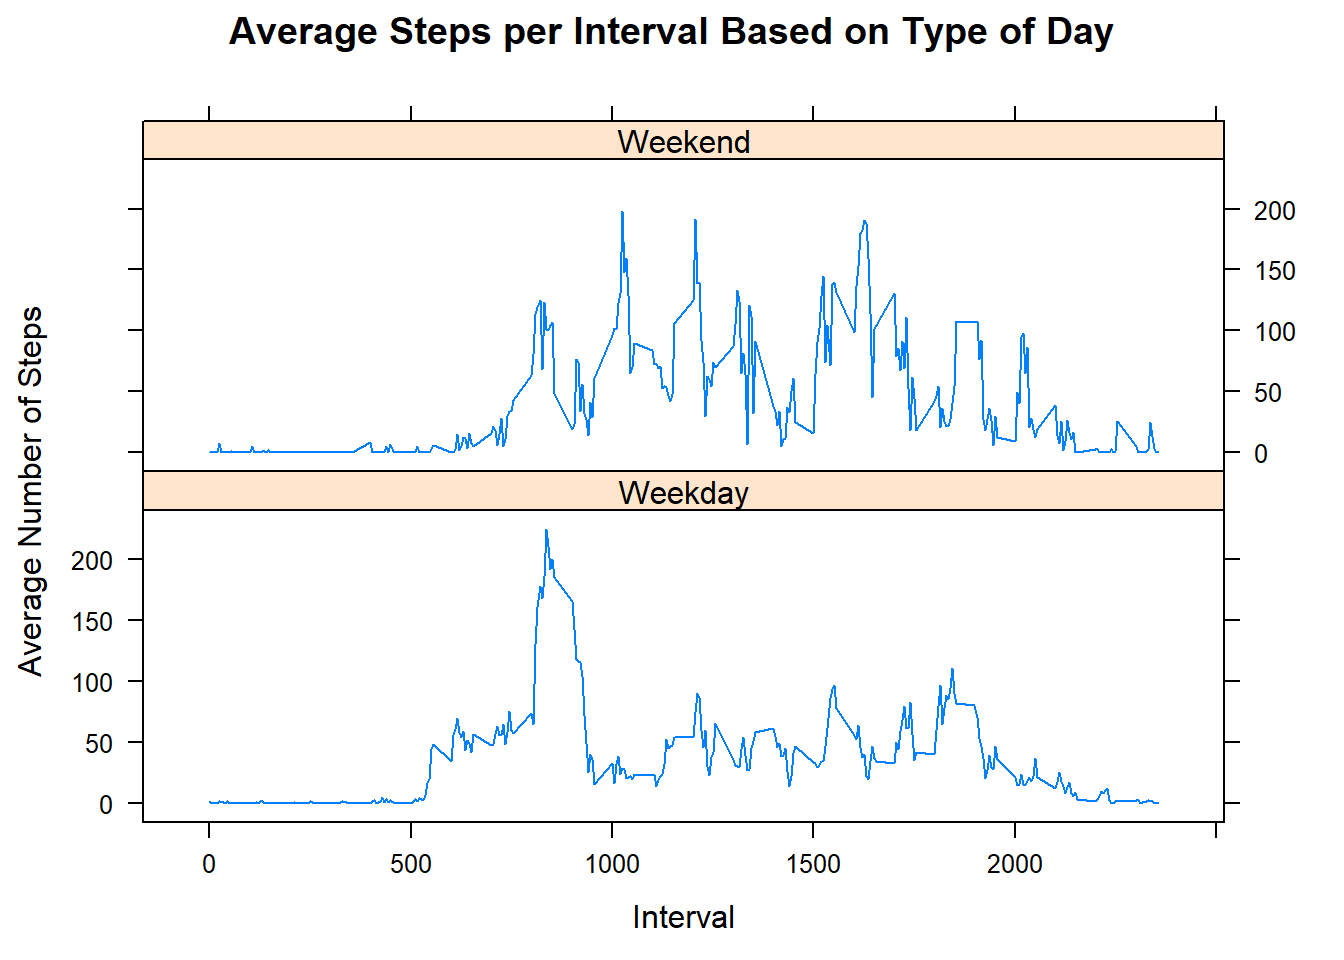 Average Steps per Interval Based on Type of Day
Weekend
200
150
100
50
0
Weekday
200
150
100
50
0
Average Number of Steps
0 500 1000 1500 2000
Interval